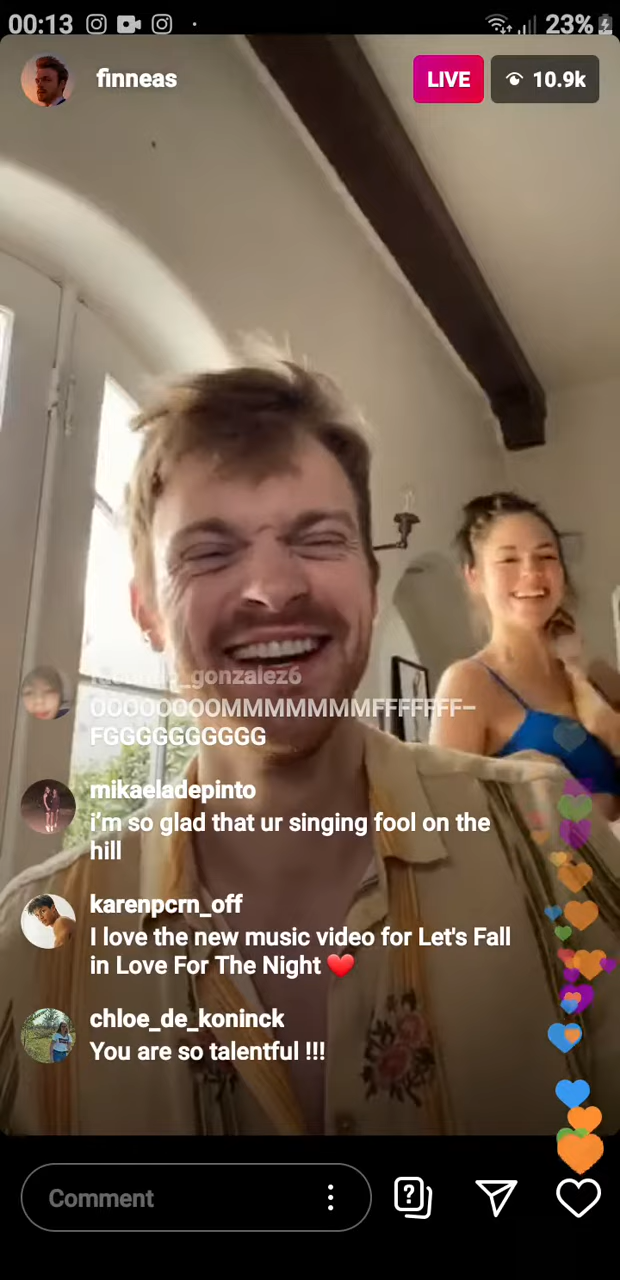 00:13
23%
finneas
LIVE
10.9k
_gonzalez6
OOOOOOOOMMMMMMMFFFFFFF–
FGGGGGGGGGG
mikaeladepinto
i'm so glad that ur singing fool on the
hill
karenpcrn_off
I love the new music video for Let's Fall
in Love For The Night ❤️
chloe_de_koninck
You are so talentful !!!
Comment